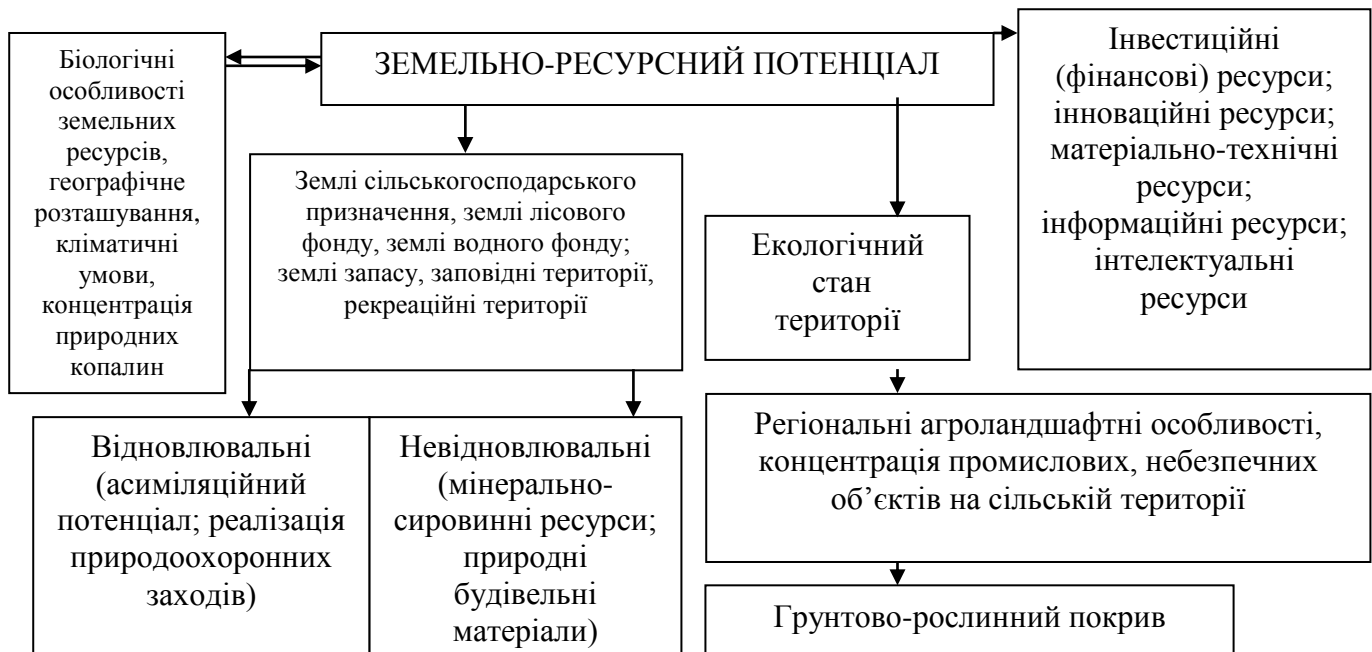 ЗЕМЕЛЬНО-РЕСУРСНИЙ ПОТЕНЦІАЛ
Біологічні
особливості
земельних
ресурсів,
географічне
розташування,
кліматичні
умови,
концентрація
природних
копалин
Інвестиційні
(фінансові) ресурси;
інноваційні ресурси;
матеріально-технічні
ресурси;
інформаційні ресурси;
інтелектуальні
ресурси
Землі сільськогосподарського
призначення, землі лісового
фонду, землі водного фонду;
землі запасу, заповідні території,
рекреаційні території
Екологічний
стан
території
Відновлювальні
(асиміляційний
потенціал; реалізація
природоохоронних
заходів)
Невідновлювальні
(мінерально-
сировинні ресурси;
природні
будівельні
матеріали)
Регіональні агроландшафтні особливості,
концентрація промислових, небезпечних
об’єктів на сільській території
Грунтово-рослинний покрив